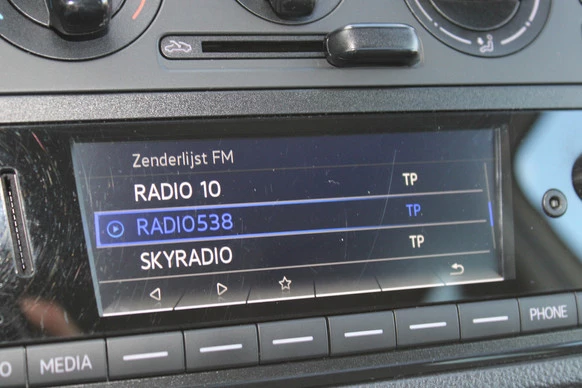 Zenderlijst FM
RADIO 10 TP
RADIO538 TP
SKYRADIO TP
MEDIA
PHONE